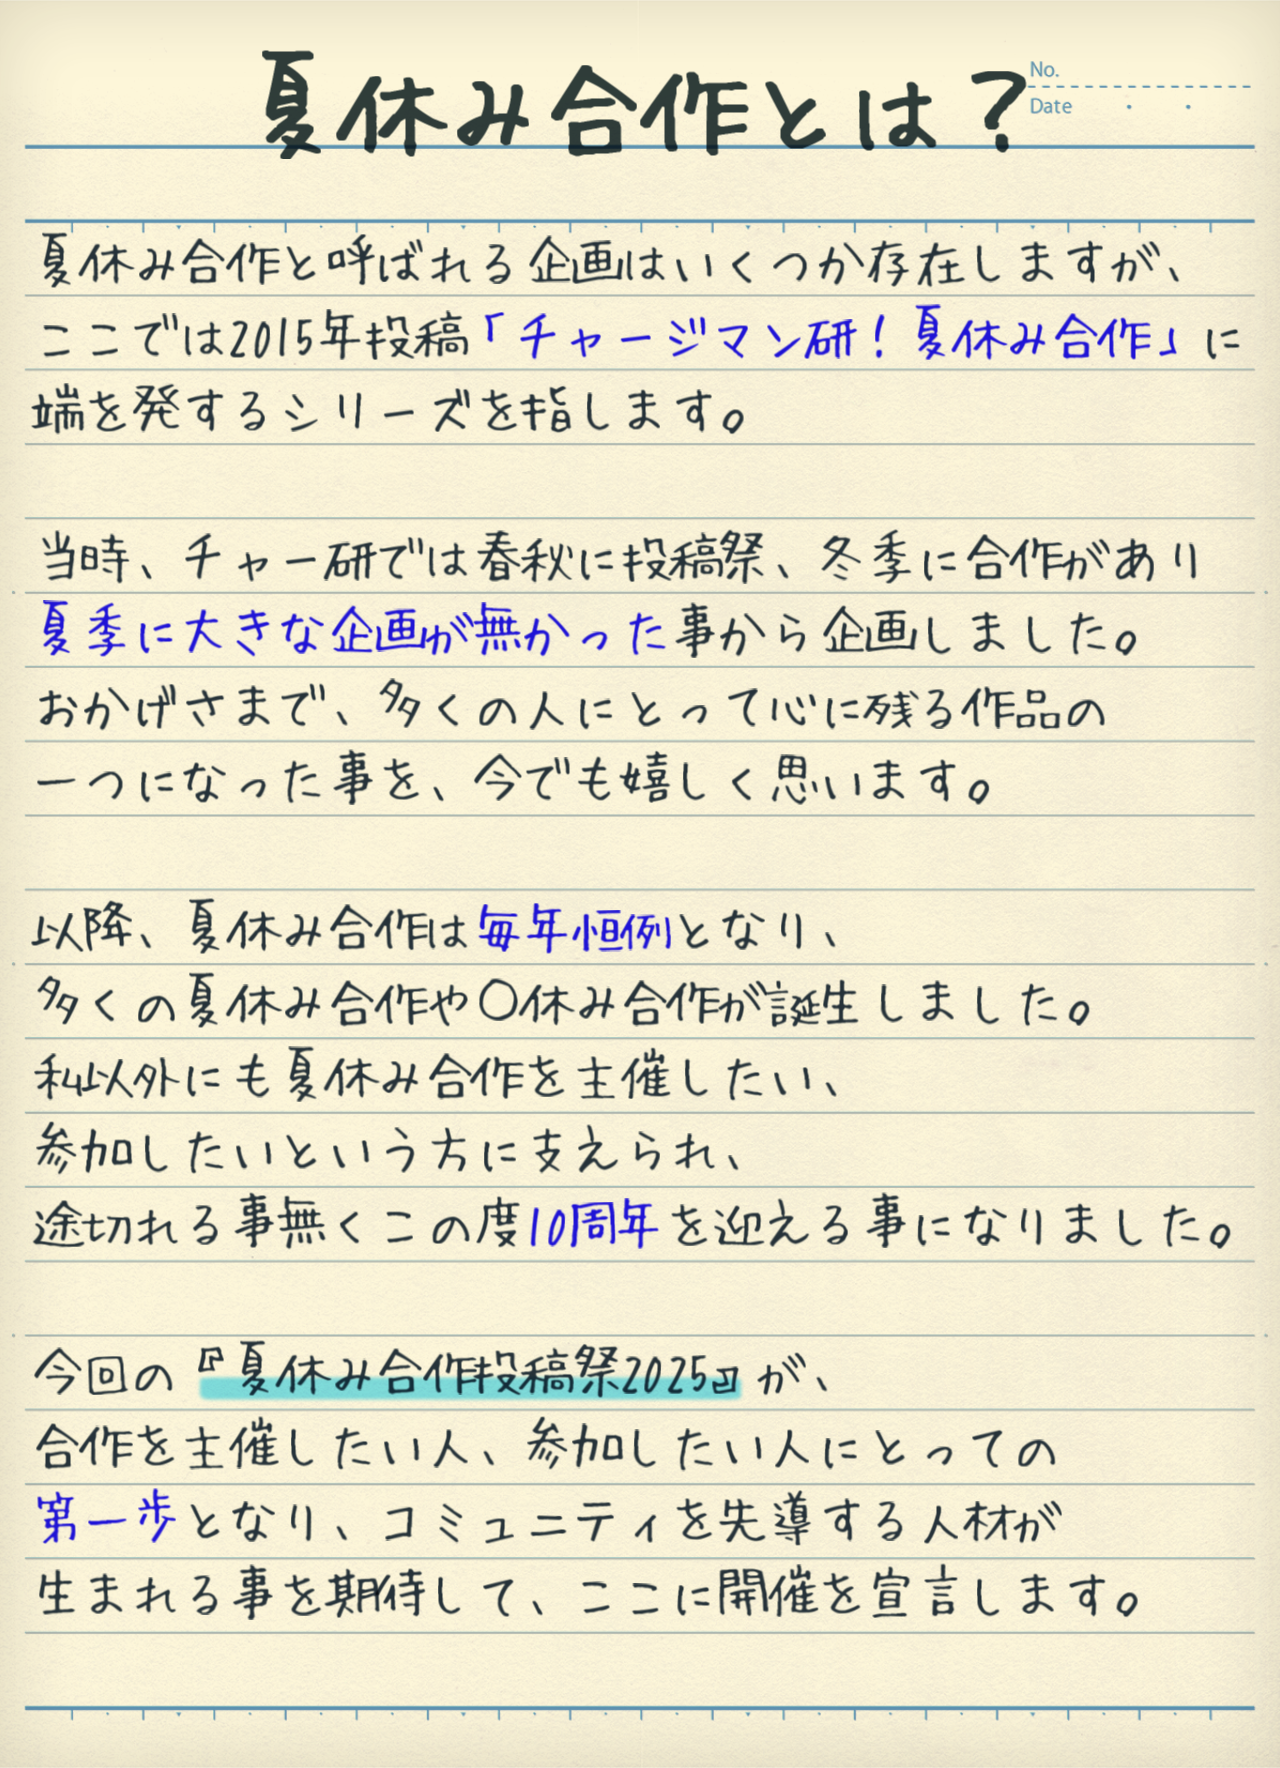 夏休み合作とは？
No.
Date
夏休み合作と呼ばれる企画はいくつか存在しますが、
ここでは2015年投稿「チャージマン研！夏休み合作」に
端を発するシリーズを指します。
当時、チャー研では春秋に投稿祭、冬季に合作があり
夏季に大きな企画が無かった事から企画しました。
おかげさまで、多くの人にとって心に残る作品の
一つになった事を、今でも嬉しく思います。
以降、夏休み合作は毎年恒例となり、
多くの夏休み合作や〇休み合作が誕生しました。
私以外にも夏休み合作を主催したい、
参加したいという方に支えられ、
途切れる事無くこの度10周年を迎える事になりました。
今回の『夏休み合作投稿祭2025』が、
合作を主催したい人、参加したい人にとっての
第一歩となり、コミュニティを先導する人材が
生まれる事を期待して、ここに開催を宣言します。